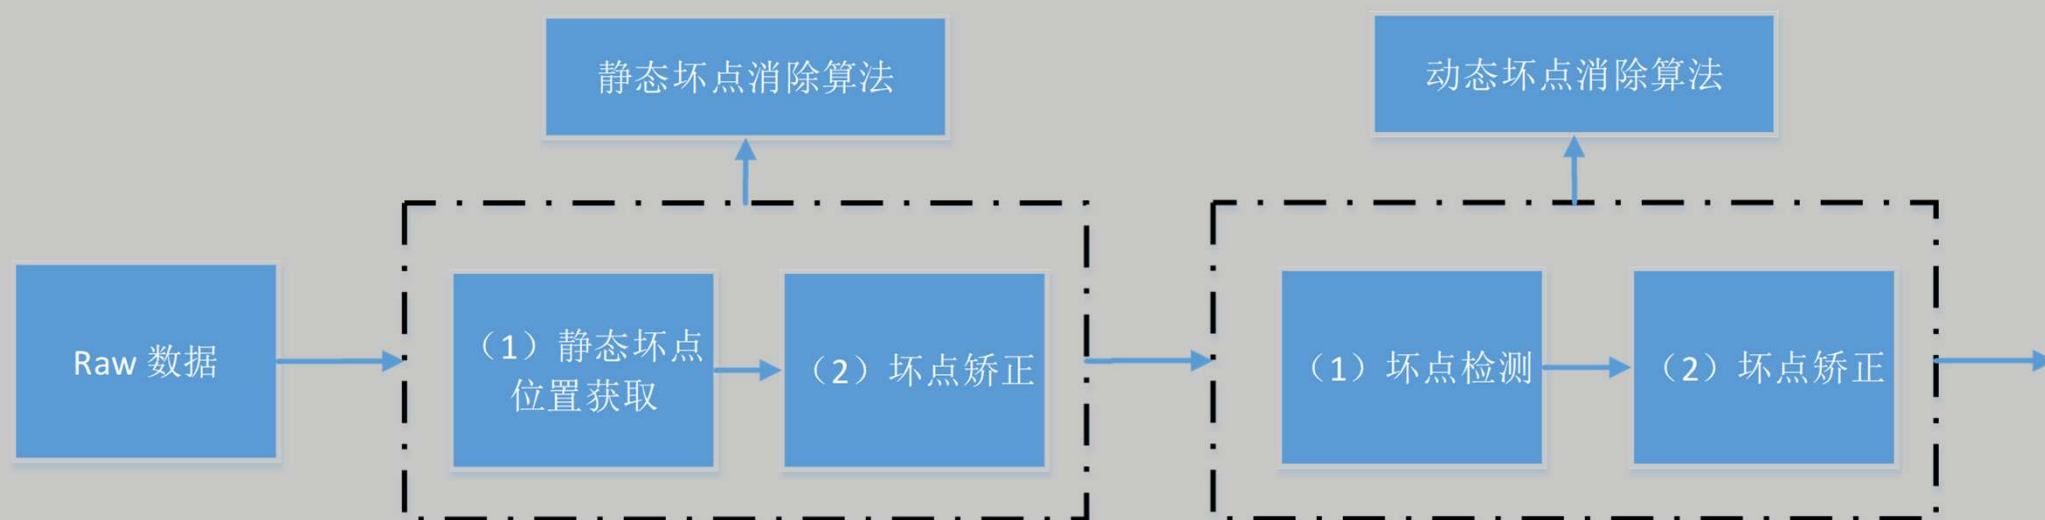 静态坏点消除算法
动态坏点消除算法
Raw 数据
（1）静态坏点
位置获取
（2）坏点矫正
（1）坏点检测
（2）坏点矫正